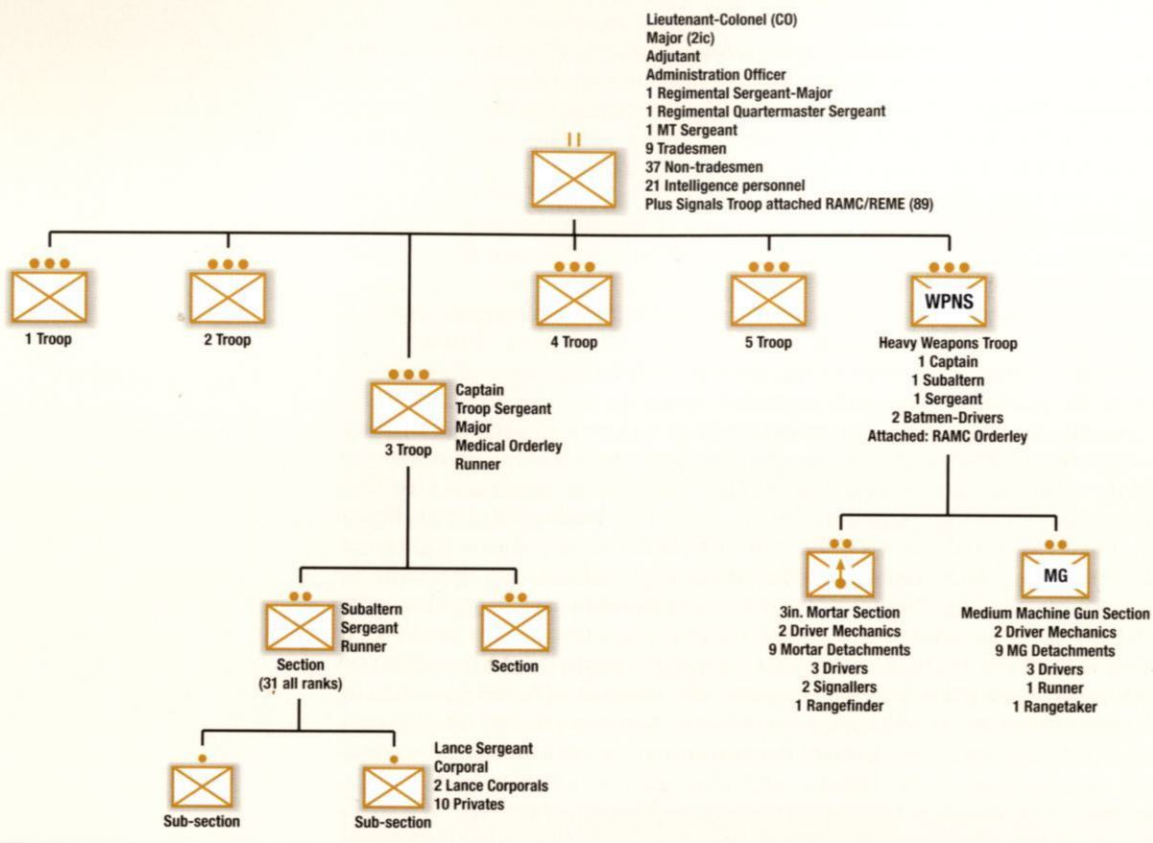 Lieutenant-Colonel (CO)
Major (2ic)
Adjutant
Administration Officer
1 Regimental Sergeant-Major
1 Regimental Quartermaster Sergeant
1 MT Sergeant
9 Tradesmen
37 Non-tradesmen
21 Intelligence personnel
Plus Signals Troop attached RAMC/REME (89)
1 Troop
2 Troop
4 Troop
5 Troop
WPNS
Heavy Weapons Troop
1 Captain
1 Subaltern
1 Sergeant
2 Batmen-Drivers
Attached: RAMC Orderley
3 Troop
Captain
Troop Sergeant
Major
Medical Orderley
Runner
Section
(31 all ranks)
Subaltern
Sergeant
Runner
Section
3in. Mortar Section
2 Driver Mechanics
9 Mortar Detachments
3 Drivers
2 Signallers
1 Rangefinder
MG
Medium Machine Gun Section
2 Driver Mechanics
9 MG Detachments
3 Drivers
1 Runner
1 Rangetaker
Sub-section
Sub-section
Lance Sergeant
Corporal
2 Lance Corporals
10 Privates